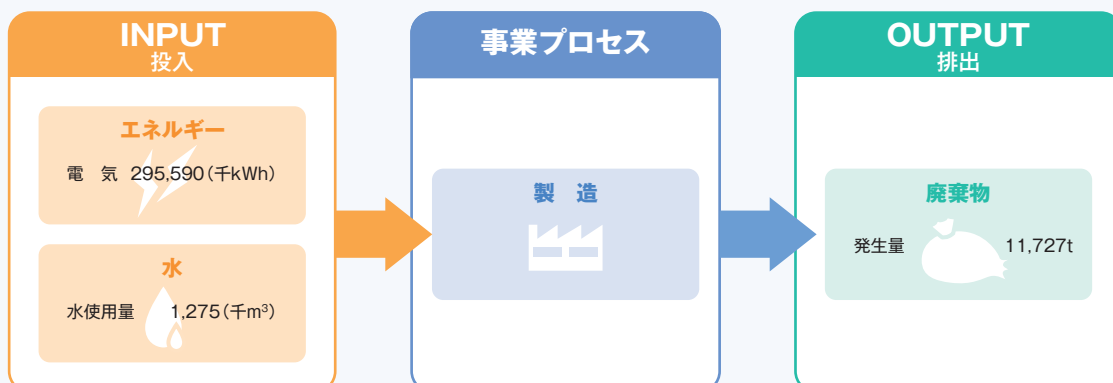 INPUT
投入
エネルギー
電　気 295,590(千kWh)
水
水使用量 1,275(千m³)
事業プロセス
製　造
OUTPUT
排出
廃棄物
発生量 11,727t